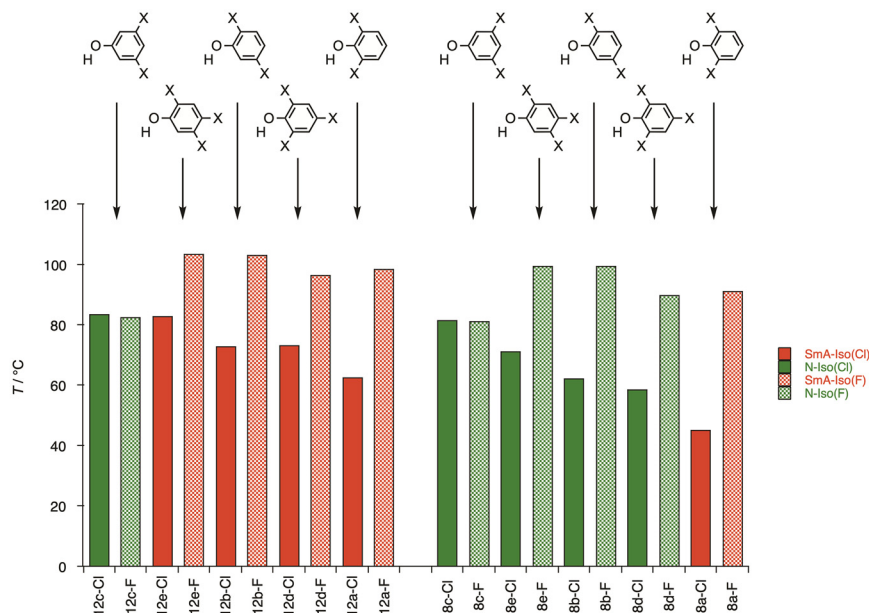 X X X X X X
O O O O O O
H H H H H H
X X X X X X
X X X X
O X O X O X O X
H H H H
X X X X
120
100
80
60
40
20
0
T / °C
12c-Cl
12c-F
12e-Cl
12e-F
12b-Cl
12b-F
12d-Cl
12d-F
12a-Cl
12a-F
8c-Cl
8c-F
8e-Cl
8e-F
8b-Cl
8b-F
8d-Cl
8d-F
8a-Cl
8a-F
SmA-Iso(Cl)
N-Iso(Cl)
SmA-Iso(F)
N-Iso(F)